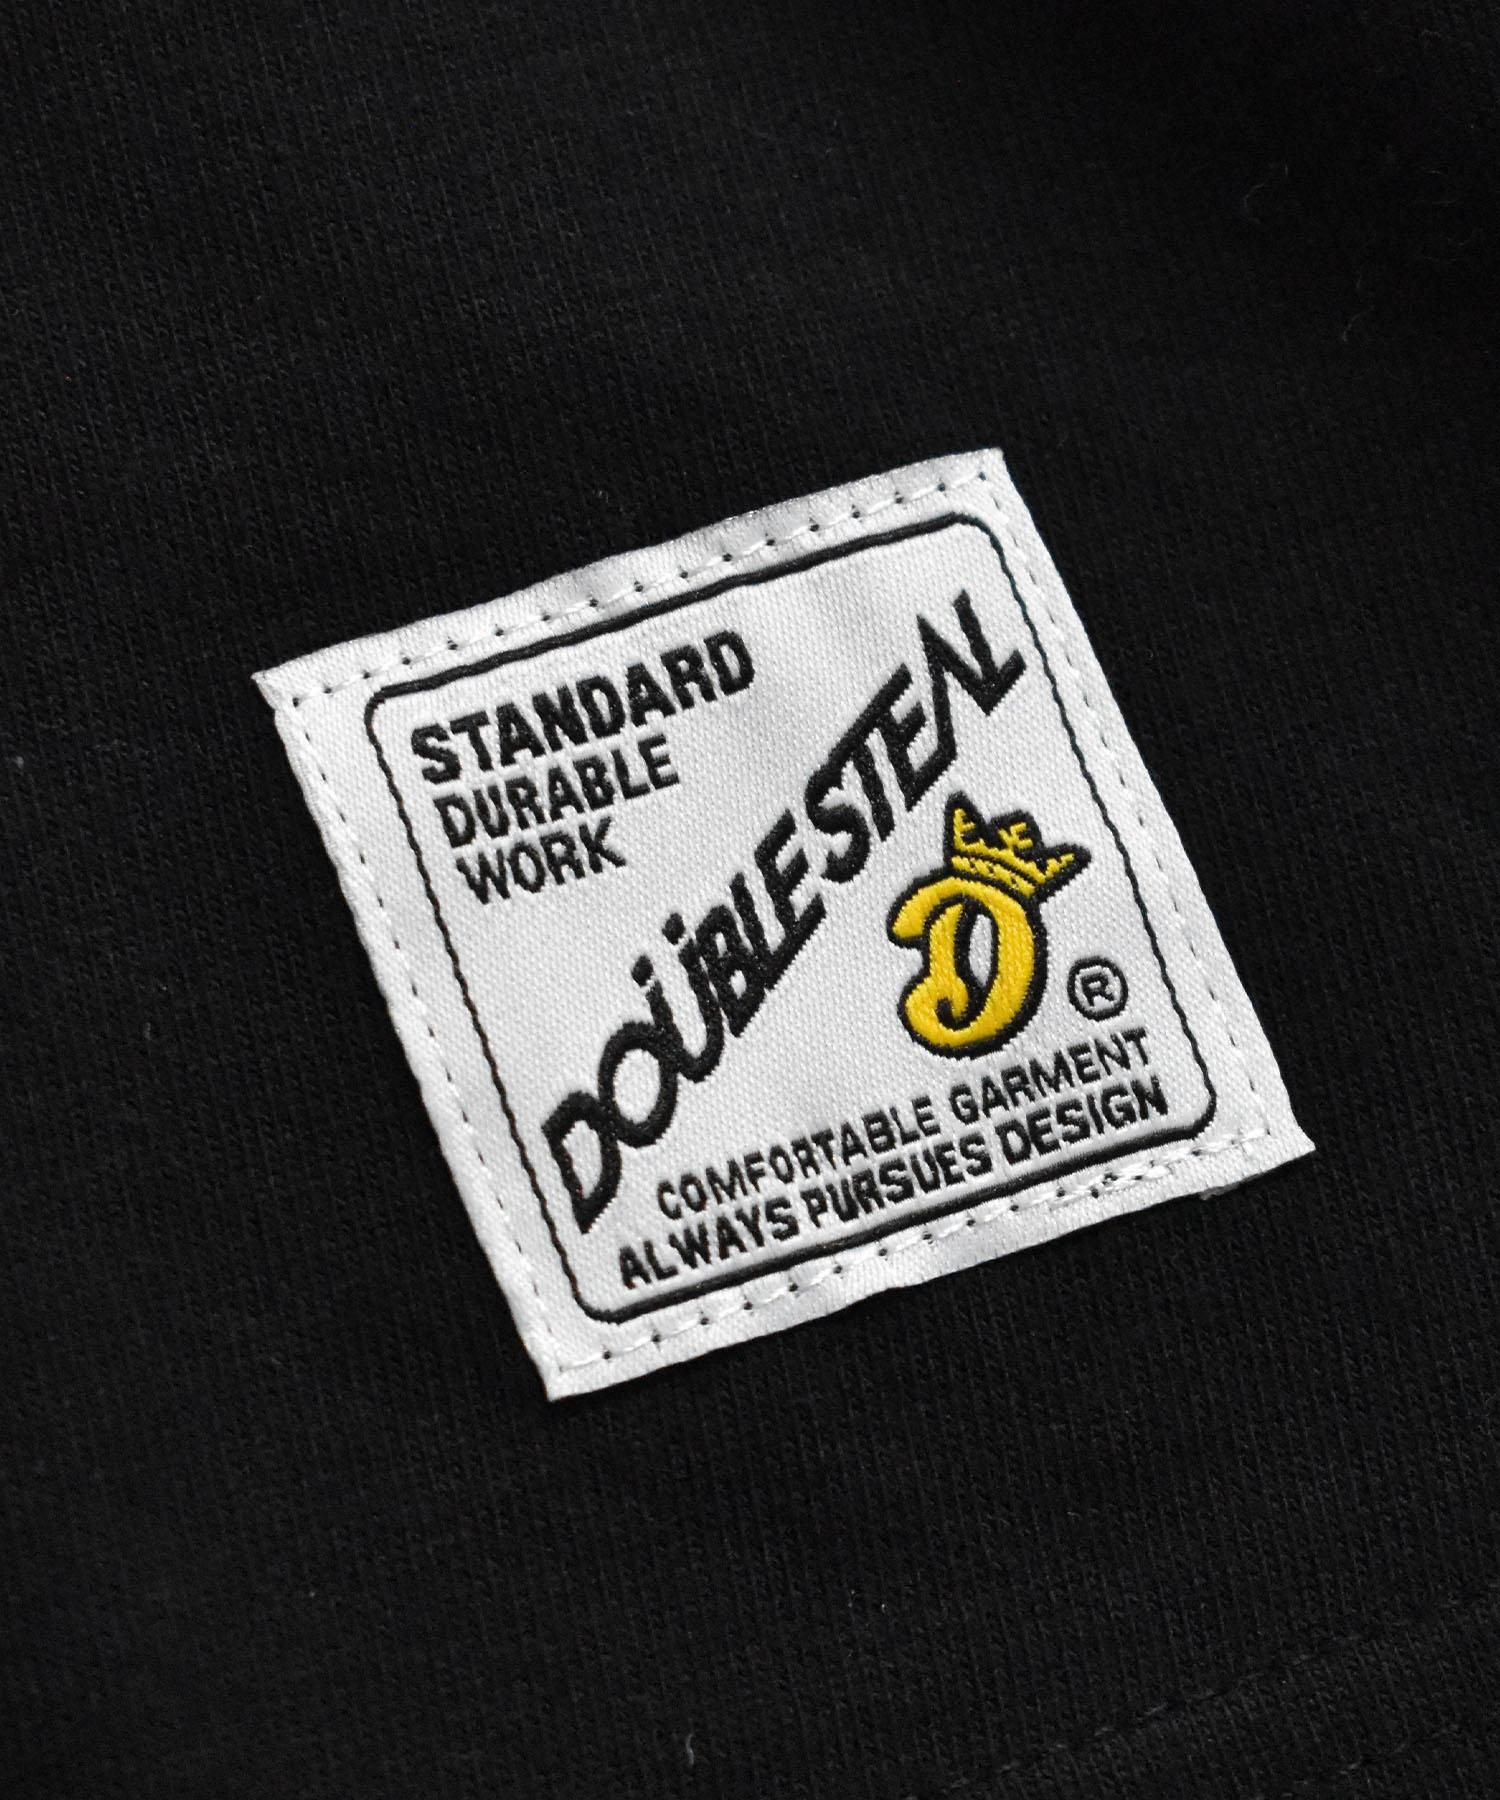 STANDARD
DURABLE
WORK
DOUBLE STEAL
D
®
COMFORTABLE GARMENT
ALWAYS PURSUES DESIGN